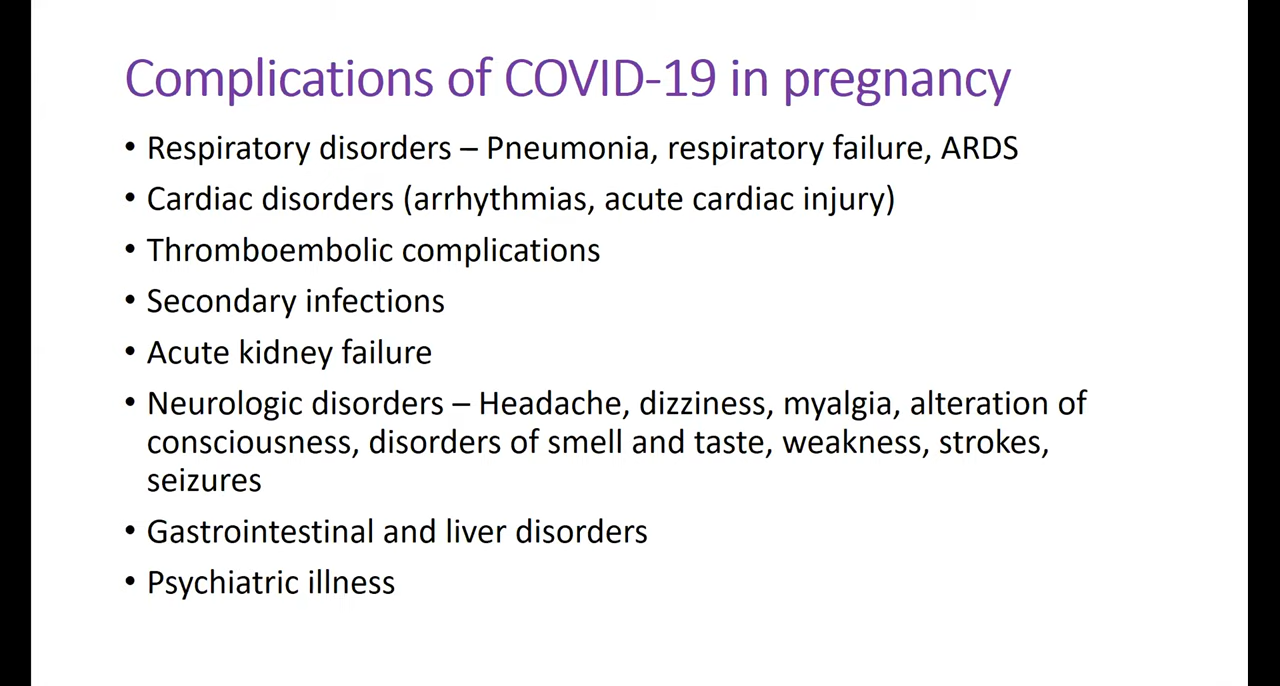 Complications of COVID-19 in pregnancy
• Respiratory disorders – Pneumonia, respiratory failure, ARDS
• Cardiac disorders (arrhythmias, acute cardiac injury)
• Thromboembolic complications
• Secondary infections
• Acute kidney failure
• Neurologic disorders – Headache, dizziness, myalgia, alteration of
consciousness, disorders of smell and taste, weakness, strokes,
seizures
• Gastrointestinal and liver disorders
• Psychiatric illness